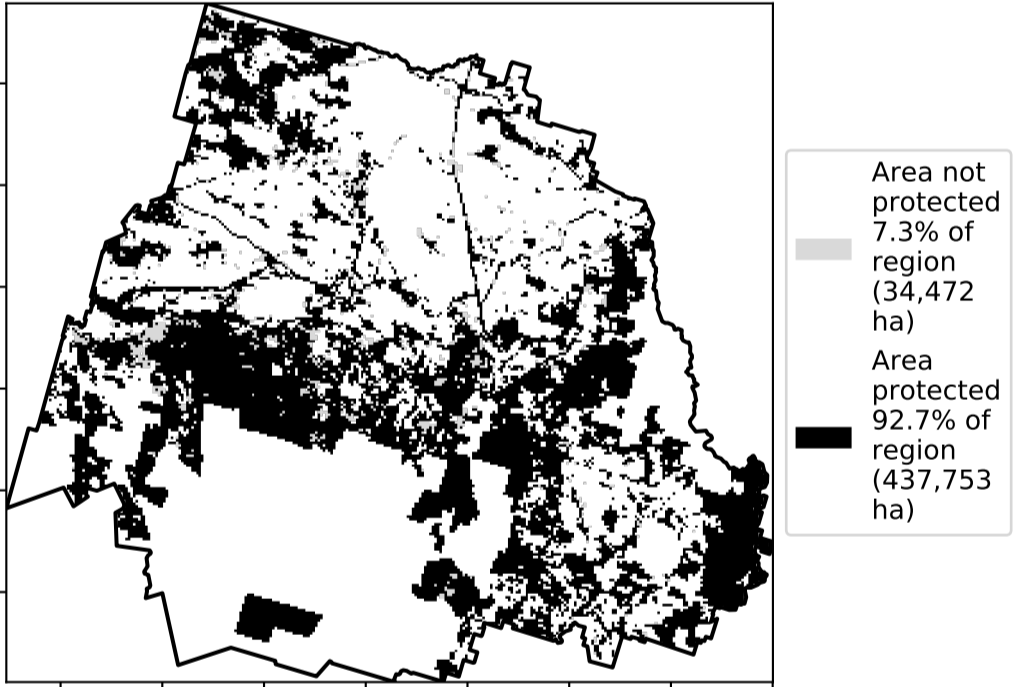 Area not
protected
7.3% of
region
(34,472
ha)
Area
protected
92.7% of
region
(437,753
ha)